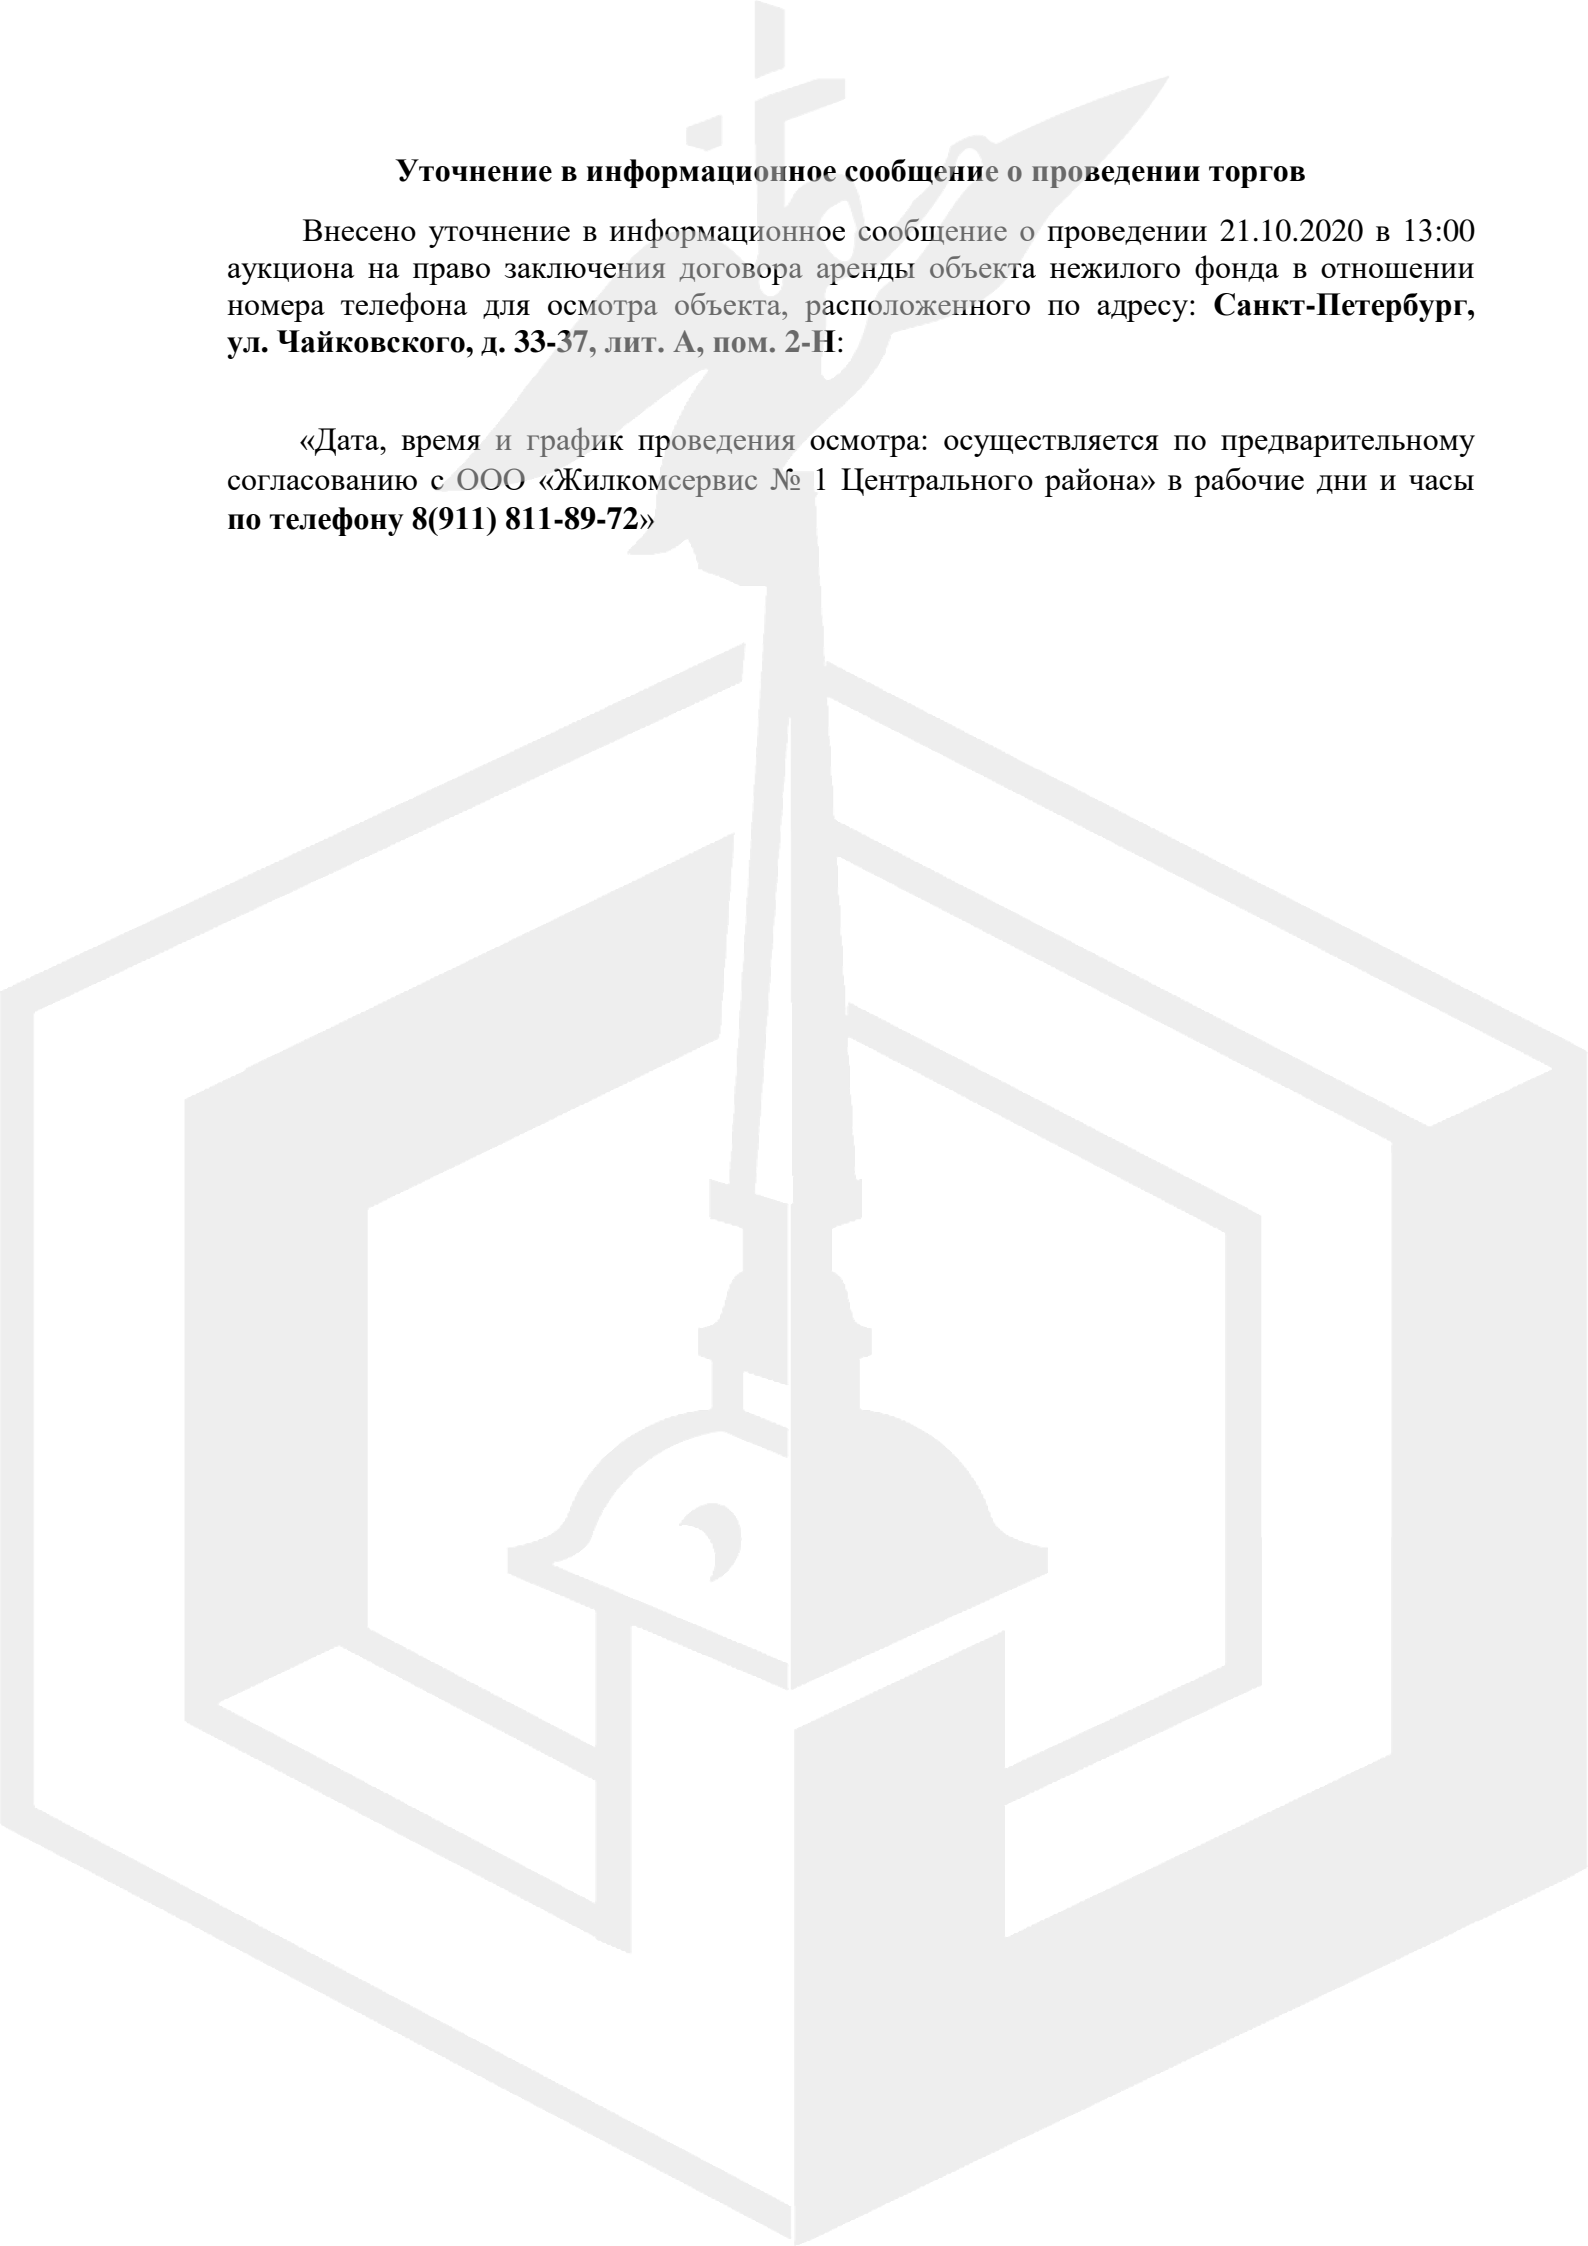 Уточнение в информационное сообщение о проведении торгов
Внесено уточнение в информационное сообщение о проведении 21.10.2020 в 13:00
аукциона на право заключения договора аренды объекта нежилого фонда в отношении
номера телефона для осмотра объекта, расположенного по адресу: Санкт-Петербург,
ул. Чайковского, д. 33-37, лит. А, пом. 2-Н:
«Дата, время и график проведения осмотра: осуществляется по предварительному
согласованию с ООО «Жилкомсервис № 1 Центрального района» в рабочие дни и часы
по телефону 8(911) 811-89-72»